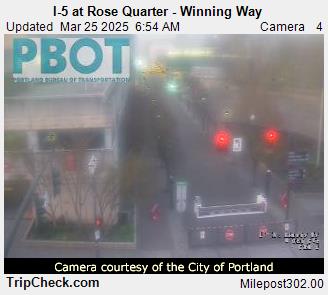 I-5 at Rose Quarter - Winning Way
Updated Mar 25 2025 6:54 AM Camera 4
PBOT
PORTLAND BUREAU OF TRANSPORTATION
Camera courtesy of the City of Portland
TripCheck.com Milepost302.00